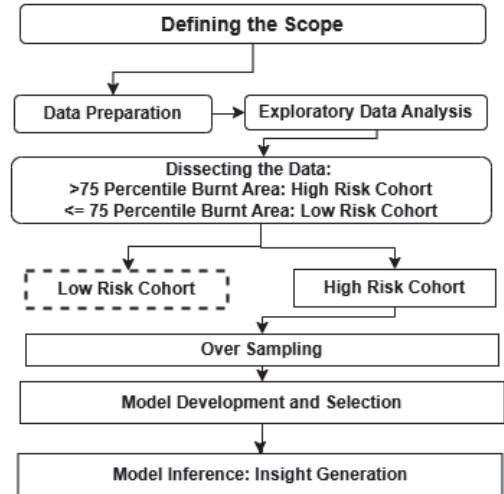 Defining the Scope
Data Preparation
Exploratory Data Analysis
Dissecting the Data:
>75 Percentile Burnt Area: High Risk Cohort
<= 75 Percentile Burnt Area: Low Risk Cohort
Low Risk Cohort
High Risk Cohort
Over Sampling
Model Development and Selection
Model Inference: Insight Generation